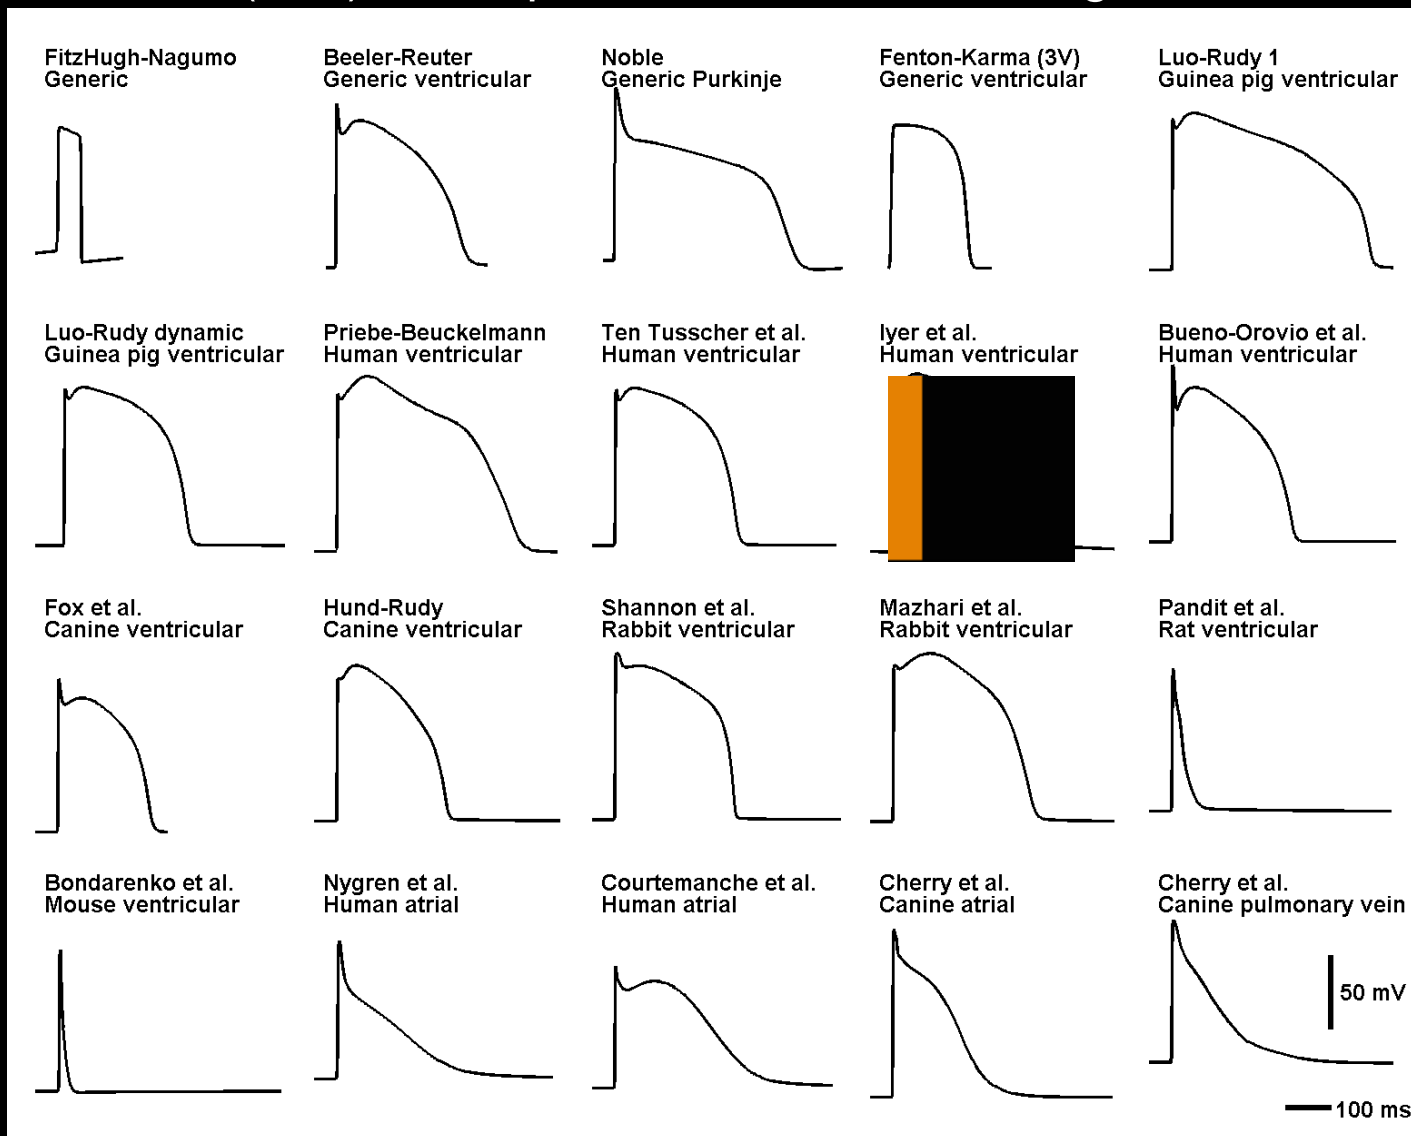 FitzHugh-Nagumo
Generic
Beeler-Reuter
Generic ventricular
Noble
Generic Purkinje
Fenton-Karma (3V)
Generic ventricular
Luo-Rudy 1
Guinea pig ventricular
Luo-Rudy dynamic
Guinea pig ventricular
Priebe-Beuckelmann
Human ventricular
Ten Tusscher et al.
Human ventricular
Iyer et al.
Human ventricular
Bueno-Orovio et al.
Human ventricular
Fox et al.
Canine ventricular
Hund-Rudy
Canine ventricular
Shannon et al.
Rabbit ventricular
Mazhari et al.
Rabbit ventricular
Pandit et al.
Rat ventricular
Bondarenko et al.
Mouse ventricular
Nygren et al.
Human atrial
Courtemanche et al.
Human atrial
Cherry et al.
Canine atrial
Cherry et al.
Canine pulmonary vein
50 mV
100 ms